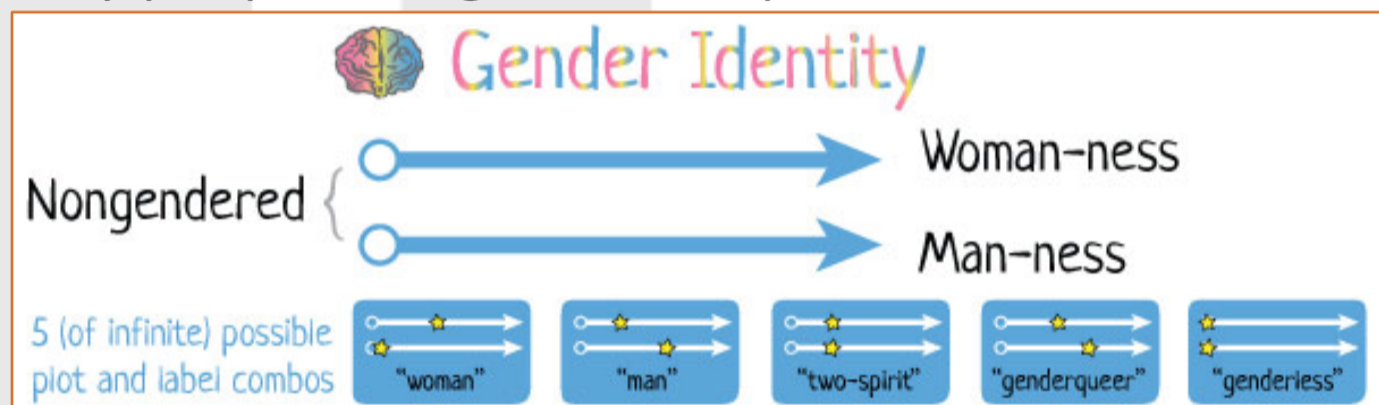 Gender Identity
Woman-ness
Nongendered {
Man-ness
5 (of infinite) possible
plot and label combos
"woman"
"man"
"two-spirit"
"genderqueer"
"genderless"